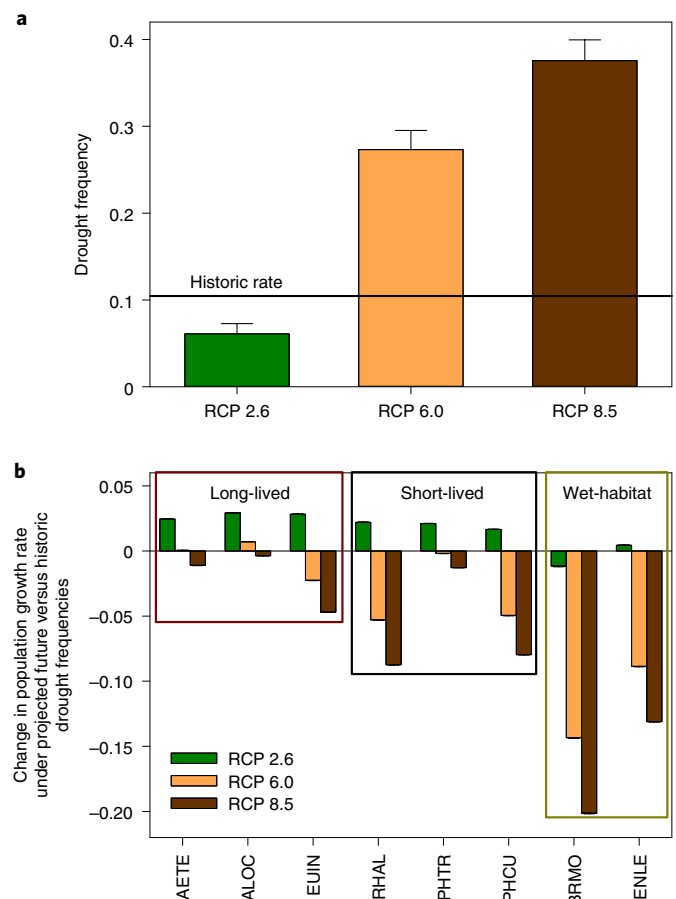 a
0.4
0.3
0.2
0.1
0
Drought frequency
Historic rate
RCP 2.6
RCP 6.0
RCP 8.5
b
0.05
0
−0.05
−0.10
−0.15
−0.20
Change in population growth rate
under projected future versus historic
drought frequencies
Long-lived
Short-lived
Wet-habitat
RCP 2.6
RCP 6.0
RCP 8.5
AETE
ALOC
EUIN
RHAL
PHTR
PHCU
ENLE